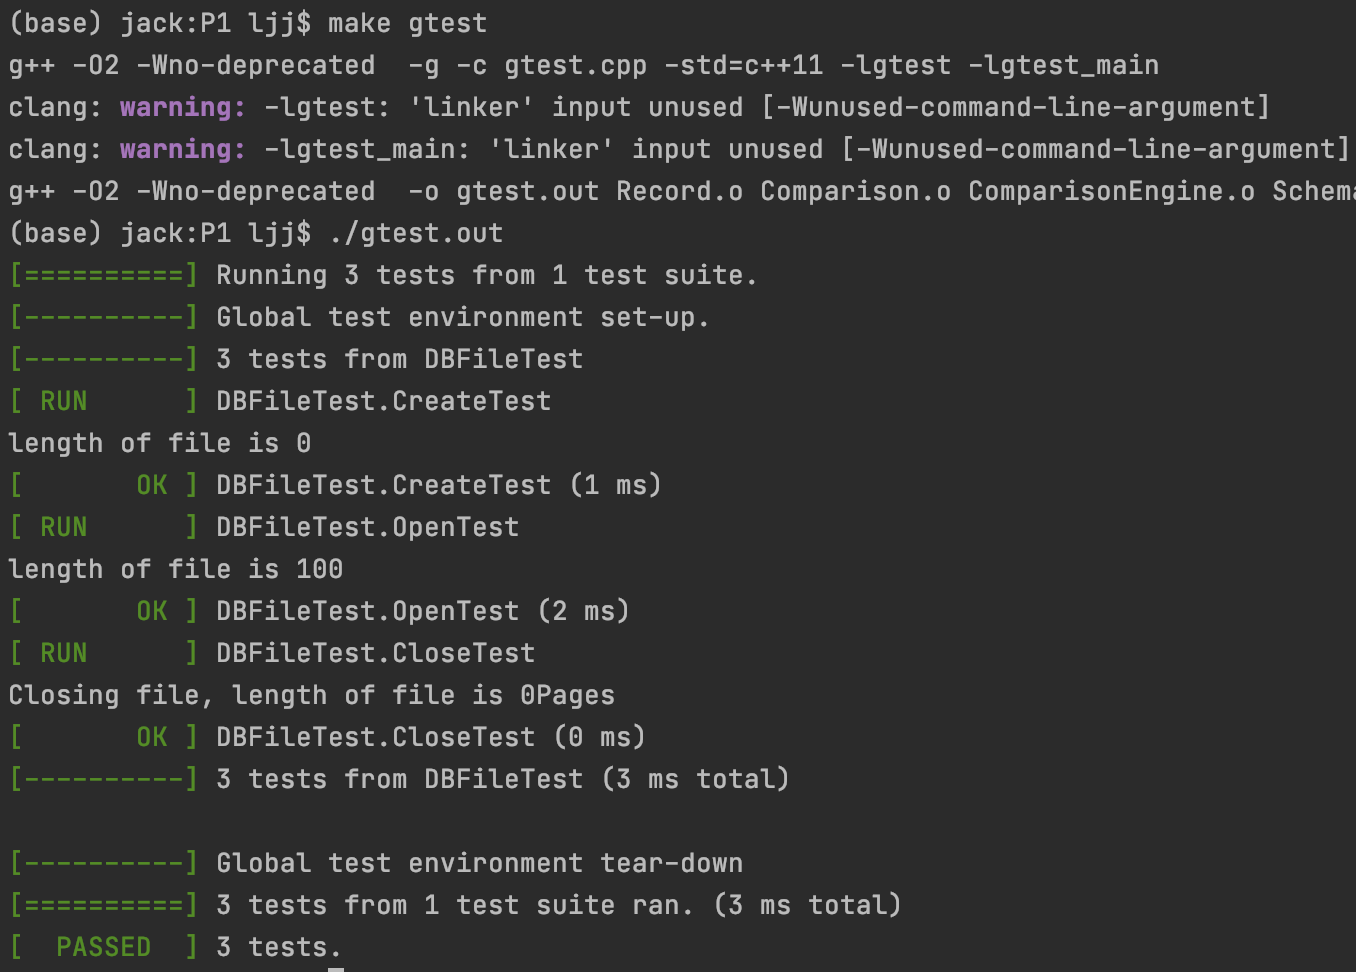 (base) jack:P1 ljj$ make gtest
g++ -O2 -Wno-deprecated  -g -c gtest.cpp -std=c++11 -lgtest -lgtest_main
clang: warning: -lgtest: 'linker' input unused [-Wunused-command-line-argument]
clang: warning: -lgtest_main: 'linker' input unused [-Wunused-command-line-argument]
g++ -O2 -Wno-deprecated  -o gtest.out Record.o Comparison.o ComparisonEngine.o Schema
(base) jack:P1 ljj$ ./gtest.out
[==========] Running 3 tests from 1 test suite.
[----------] Global test environment set-up.
[----------] 3 tests from DBFileTest
[ RUN      ] DBFileTest.CreateTest
length of file is 0
[       OK ] DBFileTest.CreateTest (1 ms)
[ RUN      ] DBFileTest.OpenTest
length of file is 100
[       OK ] DBFileTest.OpenTest (2 ms)
[ RUN      ] DBFileTest.CloseTest
Closing file, length of file is 0Pages
[       OK ] DBFileTest.CloseTest (0 ms)
[----------] 3 tests from DBFileTest (3 ms total)
[----------] Global test environment tear-down
[==========] 3 tests from 1 test suite ran. (3 ms total)
[  PASSED  ] 3 tests.